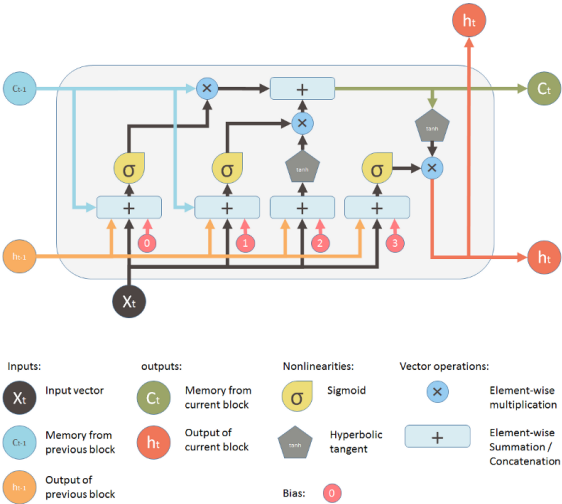 ht
Ct-1
×
+
Ct
tanh
×
×
σ
σ
tanh
σ
+
+
+
+
0
1
2
3
ht-1
ht
Xt
Inputs:
outputs:
Nonlinearities:
Vector operations:
Xt
Input vector
Ct
Memory from
current block
σ
Sigmoid
×
Element-wise
multiplication
Ct-1
Memory from
previous block
ht
Output of
current block
tanh
Hyperbolic
tangent
+
Element-wise
Summation /
Concatenation
ht-1
Output of
previous block
Bias:
0